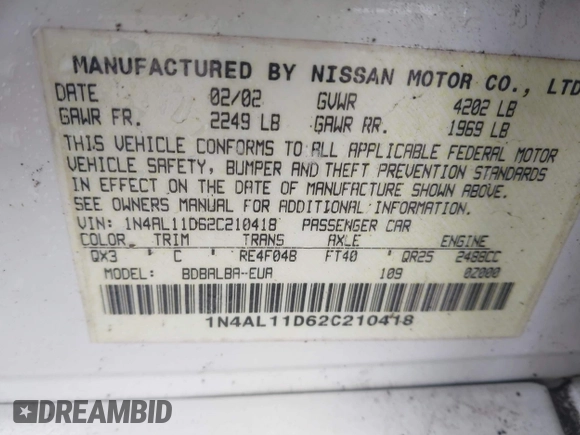 MANUFACTURED BY NISSAN MOTOR CO., LTD
DATE 02/02 GVWR 4202 LB
GAWR FR. 2249 LB GAWR RR. 1969 LB
THIS VEHICLE CONFORMS TO ALL APPLICABLE FEDERAL MOTOR
VEHICLE SAFETY, BUMPER AND THEFT PREVENTION STANDARDS
IN EFFECT ON THE DATE OF MANUFACTURE SHOWN ABOVE.
SEE OWNERS MANUAL FOR ADDITIONAL INFORMATION.
VIN: 1N4AL11D62C210418 PASSENGER CAR
COLOR TRIM TRANS AXLE ENGINE
QX3 C RE4F04B FT40 QR25 2488CC
MODEL: BDBALBA-EUA 109 0Z000
1N4AL11D62C210418
DREAMBID